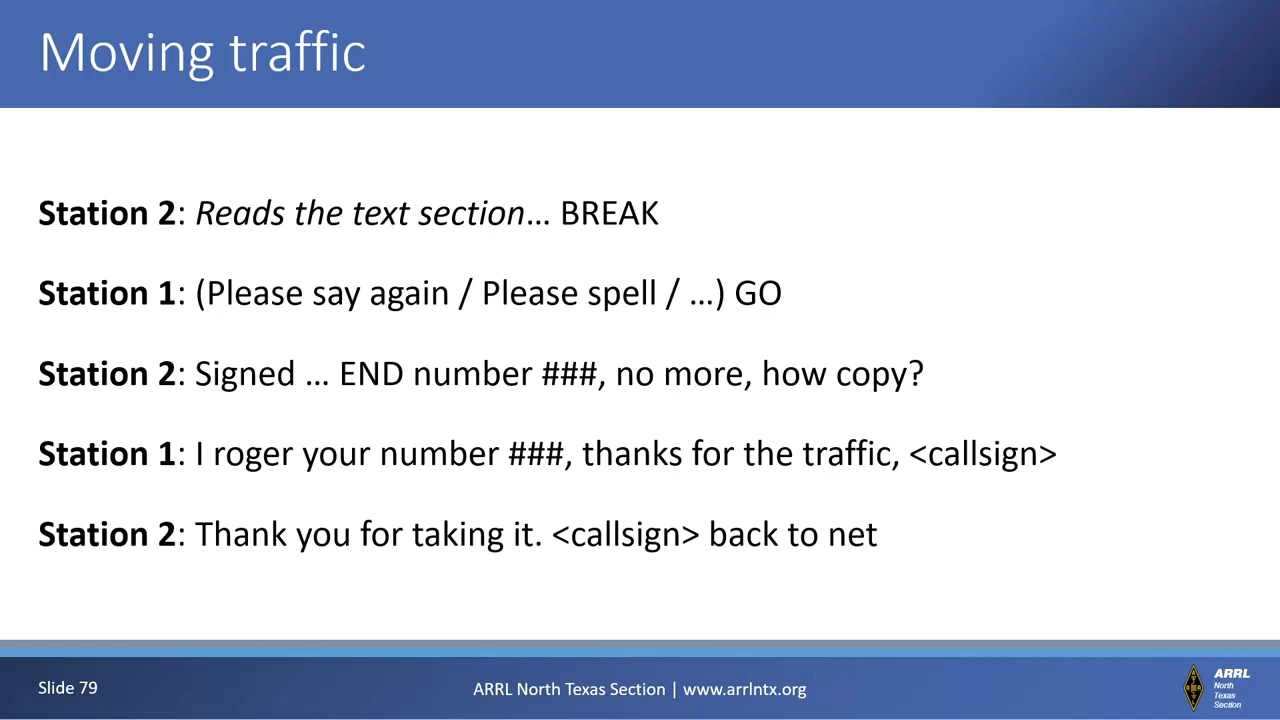 Moving traffic
Station 2: Reads the text section… BREAK
Station 1: (Please say again / Please spell / …) GO
Station 2: Signed … END number ###, no more, how copy?
Station 1: I roger your number ###, thanks for the traffic, <callsign>
Station 2: Thank you for taking it. <callsign> back to net
Slide 79
ARRL North Texas Section | www.arrlntx.org
ARRL
North
Texas
Section